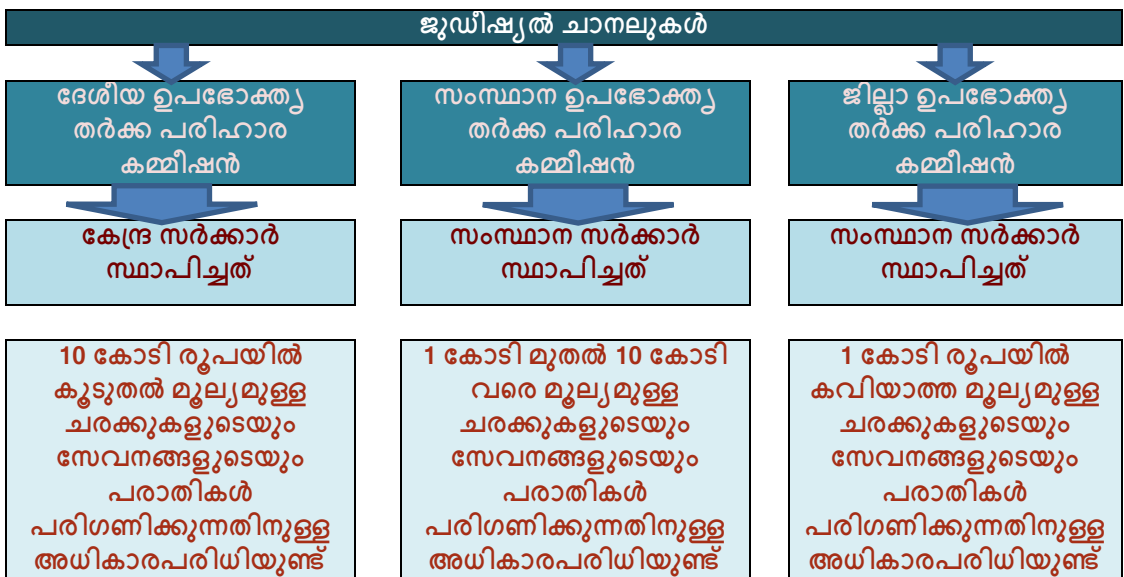 ജുഡീഷ്യൽ ചാനലുകൾ
ദേശീയ ഉപഭോക്തൃ
തർക്ക പരിഹാര
കമ്മീഷൻ
സംസ്ഥാന ഉപഭോക്തൃ
തർക്ക പരിഹാര
കമ്മീഷൻ
ജില്ലാ ഉപഭോക്തൃ
തർക്ക പരിഹാര
കമ്മീഷൻ
കേന്ദ്ര സർക്കാർ
സ്ഥാപിച്ചത്
സംസ്ഥാന സർക്കാർ
സ്ഥാപിച്ചത്
സംസ്ഥാന സർക്കാർ
സ്ഥാപിച്ചത്
10 കോടി രൂപയിൽ
കൂടുതൽ മൂല്യമുള്ള
ചരക്കുകളുടെയും
സേവനങ്ങളുടെയും
പരാതികൾ
പരിഗണിക്കുന്നതിനുള്ള
അധികാരപരിധിയുണ്ട്
1 കോടി മുതൽ 10 കോടി
വരെ മൂല്യമുള്ള
ചരക്കുകളുടെയും
സേവനങ്ങളുടെയും
പരാതികൾ
പരിഗണിക്കുന്നതിനുള്ള
അധികാരപരിധിയുണ്ട്
1 കോടി രൂപയിൽ
കവിയാത്ത മൂല്യമുള്ള
ചരക്കുകളുടെയും
സേവനങ്ങളുടെയും
പരാതികൾ
പരിഗണിക്കുന്നതിനുള്ള
അധികാരപരിധിയുണ്ട്